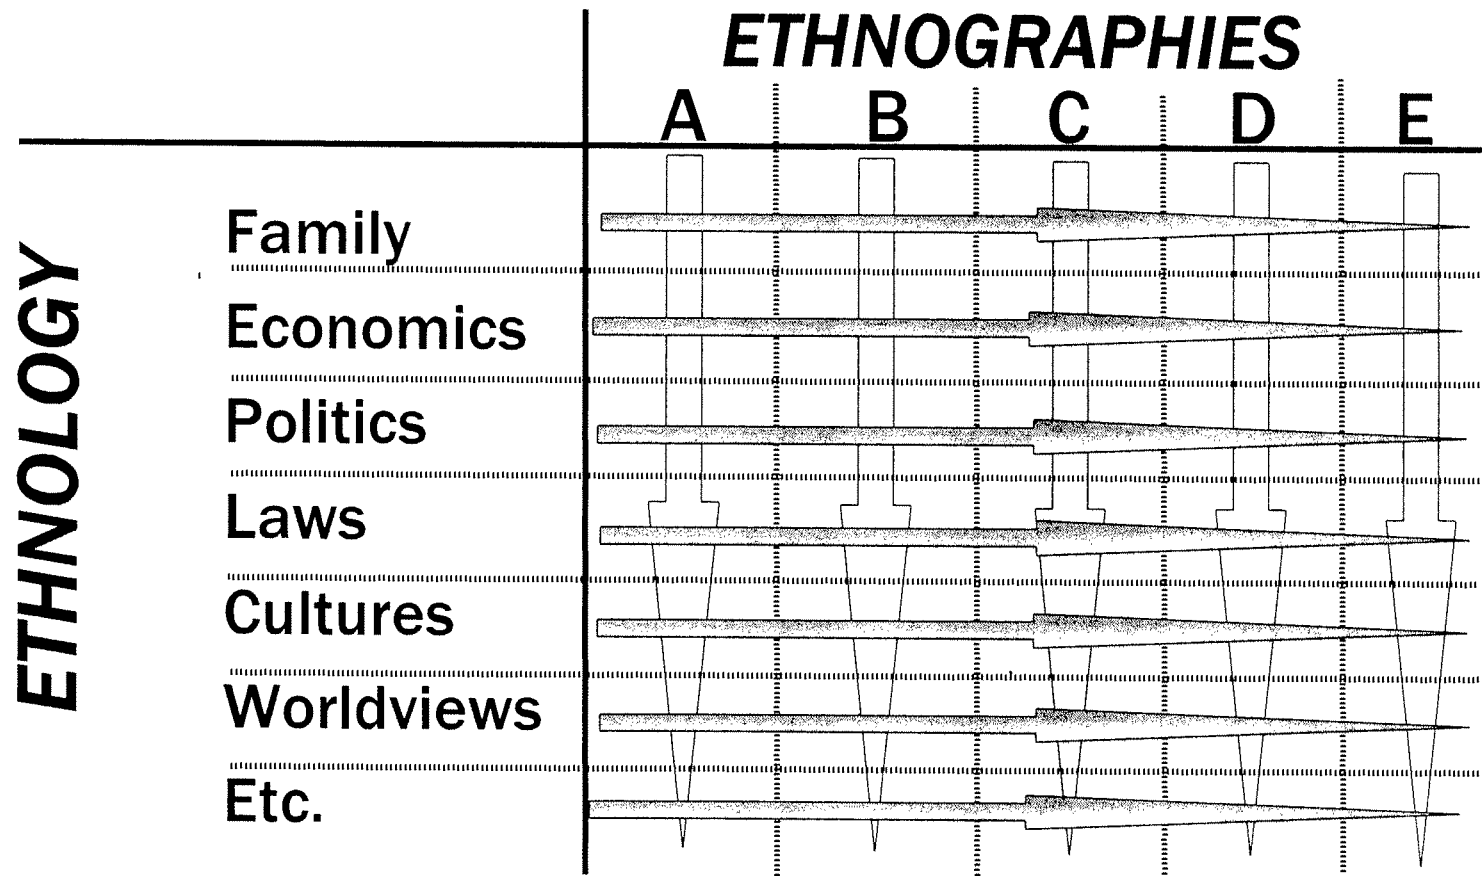 ETHNOGRAPHIES
A B C D E
ETHNOLOGY
Family
Economics
Politics
Laws
Cultures
Worldviews
Etc.